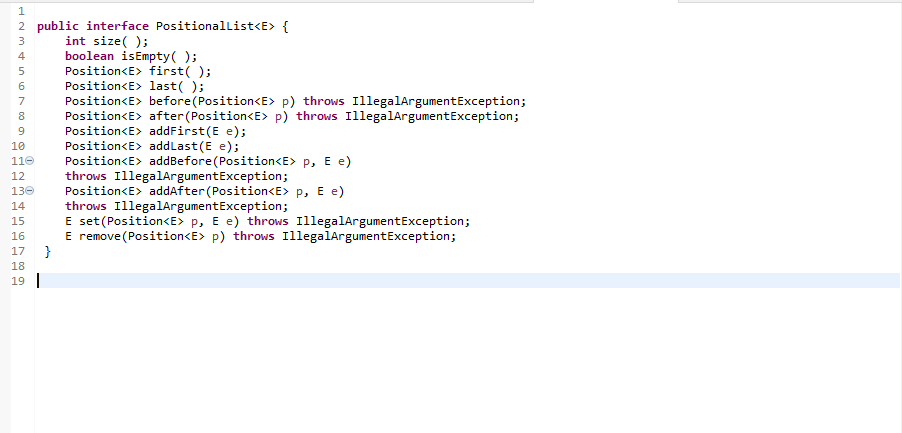 1
2 public interface PositionalList<E> {
3 int size( );
4 boolean isEmpty( );
5 Position<E> first( );
6 Position<E> last( );
7 Position<E> before(Position<E> p) throws IllegalArgumentException;
8 Position<E> after(Position<E> p) throws IllegalArgumentException;
9 Position<E> addFirst(E e);
10 Position<E> addLast(E e);
11 Position<E> addBefore(Position<E> p, E e)
12 throws IllegalArgumentException;
13 Position<E> addAfter(Position<E> p, E e)
14 throws IllegalArgumentException;
15 E set(Position<E> p, E e) throws IllegalArgumentException;
16 E remove(Position<E> p) throws IllegalArgumentException;
17 }
18
19